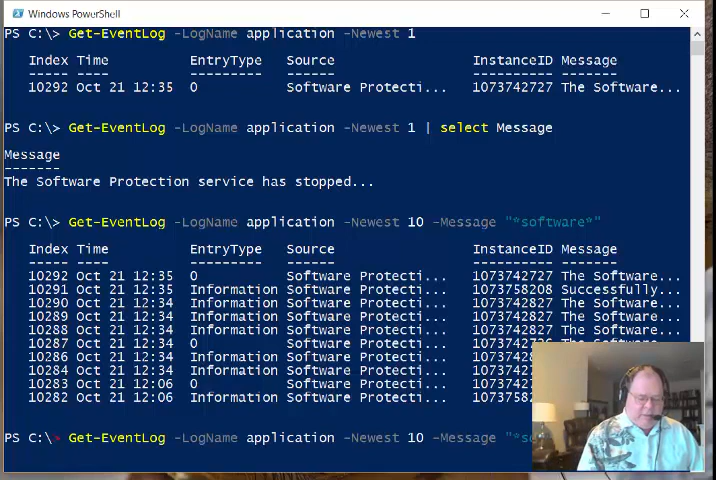 Windows PowerShell
PS C:\> Get-EventLog -LogName application -Newest 1
Index Time EntryType Source InstanceID Message
----- ---- --------- ------ ---------- -------
10292 Oct 21 12:35 0 Software Protecti... 1073742727 The Software...
PS C:\> Get-EventLog -LogName application -Newest 1 | select Message
Message
-------
The Software Protection service has stopped...
PS C:\> Get-EventLog -LogName application -Newest 10 -Message "*software*"
Index Time EntryType Source InstanceID Message
----- ---- --------- ------ ---------- -------
10292 Oct 21 12:35 0 Software Protecti... 1073742727 The Software...
10291 Oct 21 12:35 Information Software Protecti... 1073758208 Successfully...
10290 Oct 21 12:34 Information Software Protecti... 1073742827 The Software...
10289 Oct 21 12:34 Information Software Protecti... 1073742827 The Software...
10288 Oct 21 12:34 Information Software Protecti... 1073742827 The Software...
10287 Oct 21 12:34 0 Software Protecti...
10286 Oct 21 12:34 Information Software Protecti...
10284 Oct 21 12:34 Information Software Protecti...
10283 Oct 21 12:06 0 Software Protecti...
10282 Oct 21 12:06 Information Software Protecti...
PS C:\> Get-EventLog -LogName application -Newest 10 -Message